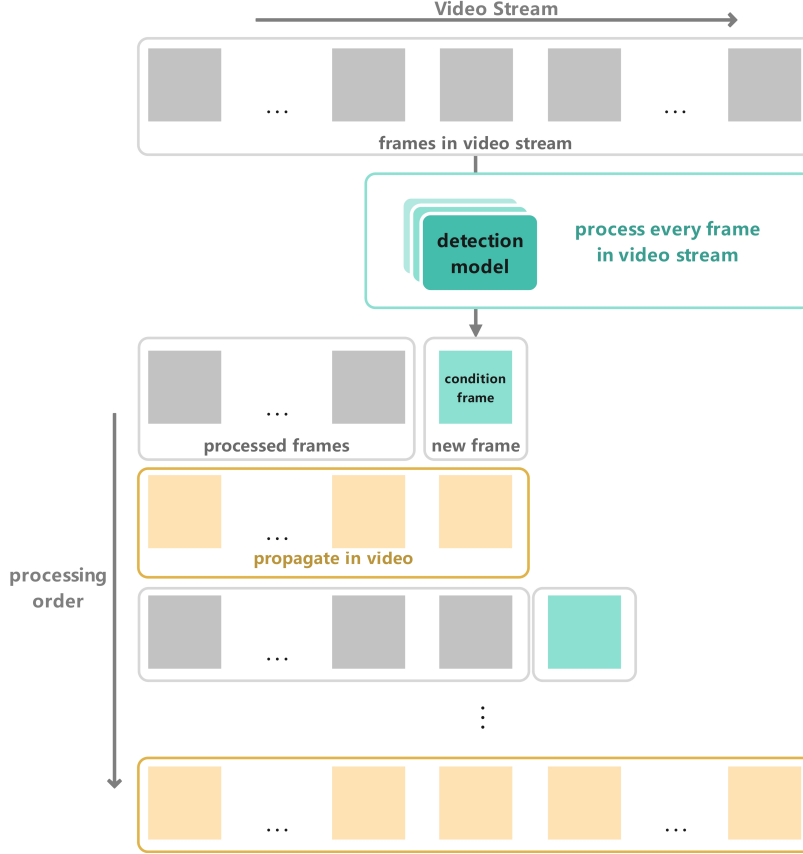 Video Stream
...
...
frames in video stream
detection
model
process every frame
in video stream
condition
frame
...
processed frames
new frame
...
propagate in video
processing
order
...
...
...
...